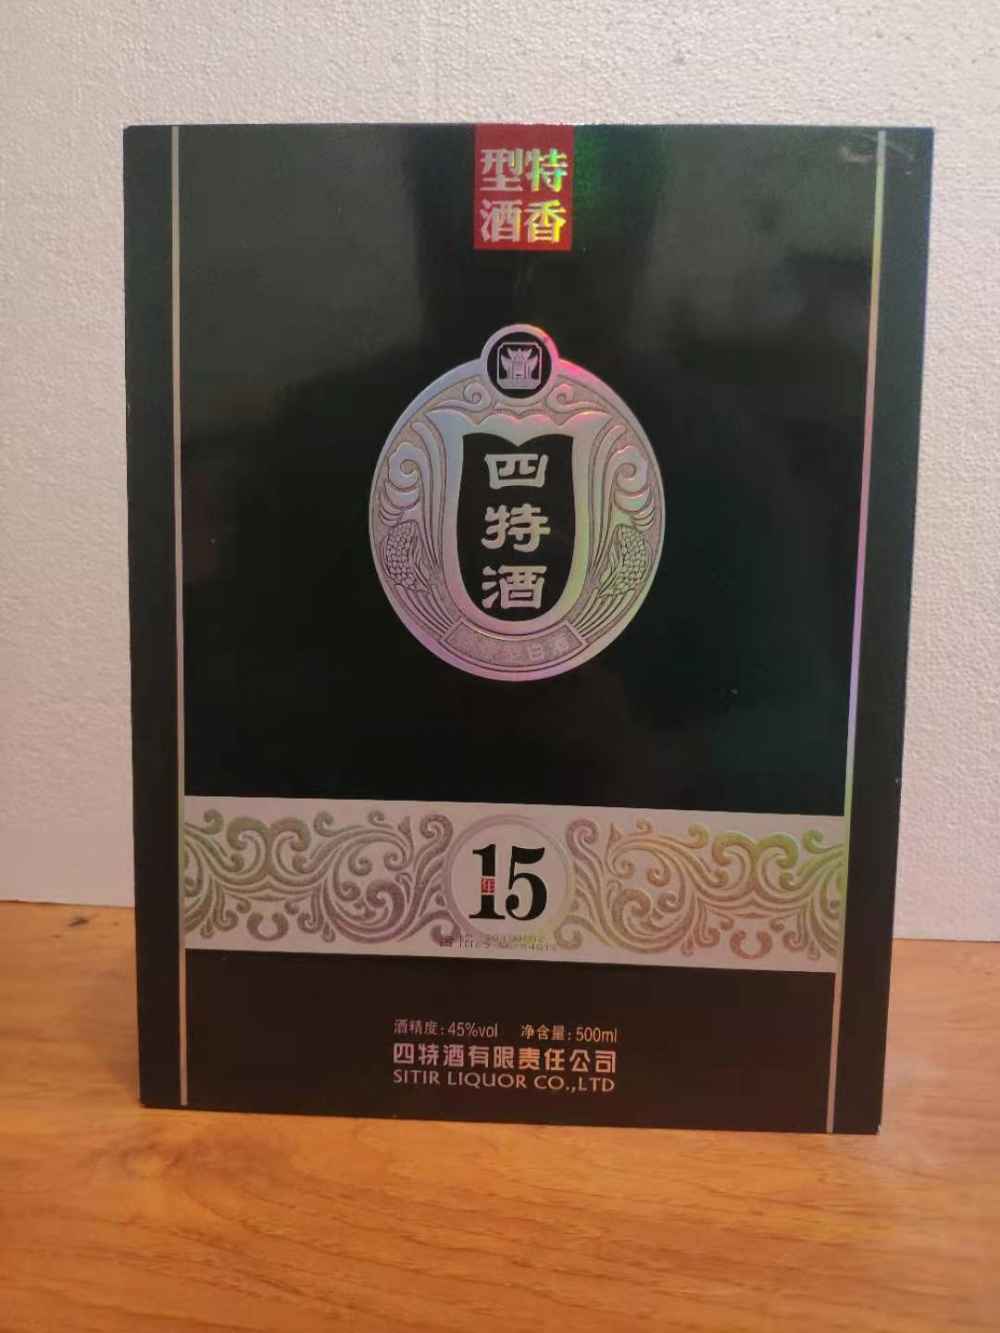 特香
型酒
四特酒
15
年
酒精度：45%vol 净含量：500ml
四特酒有限责任公司
SITIR LIQUOR CO.,LTD